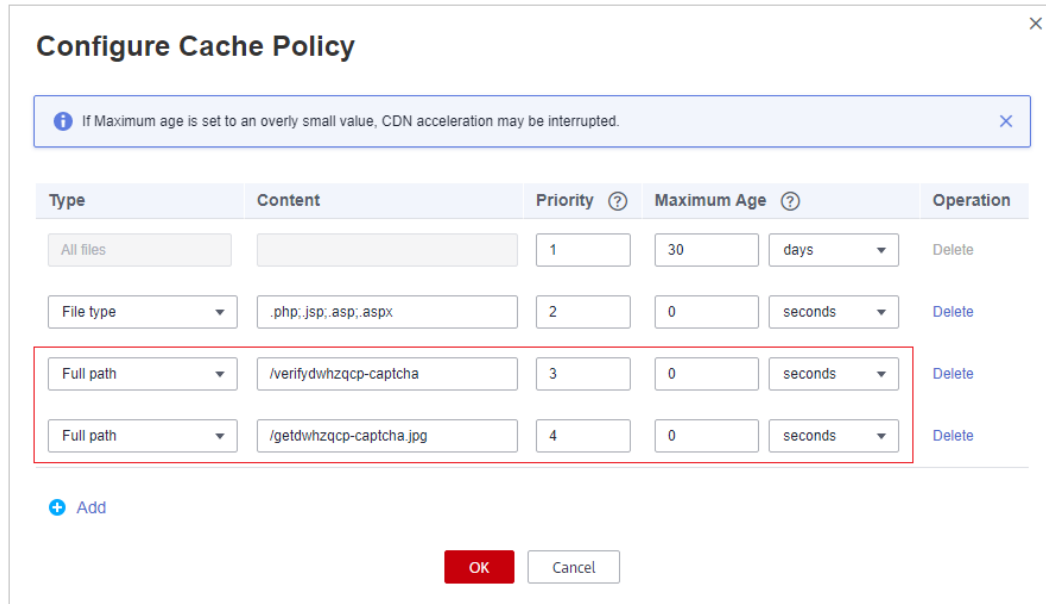 Configure Cache Policy
If Maximum age is set to an overly small value, CDN acceleration may be interrupted.
Type Content Priority Maximum Age Operation
All files 1 30 days Delete
File type .php;.jsp;.asp;.aspx 2 0 seconds Delete
Full path /verifydwhzqcp-captcha 3 0 seconds Delete
Full path /getdwhzqcp-captcha.jpg 4 0 seconds Delete
Add
OK Cancel